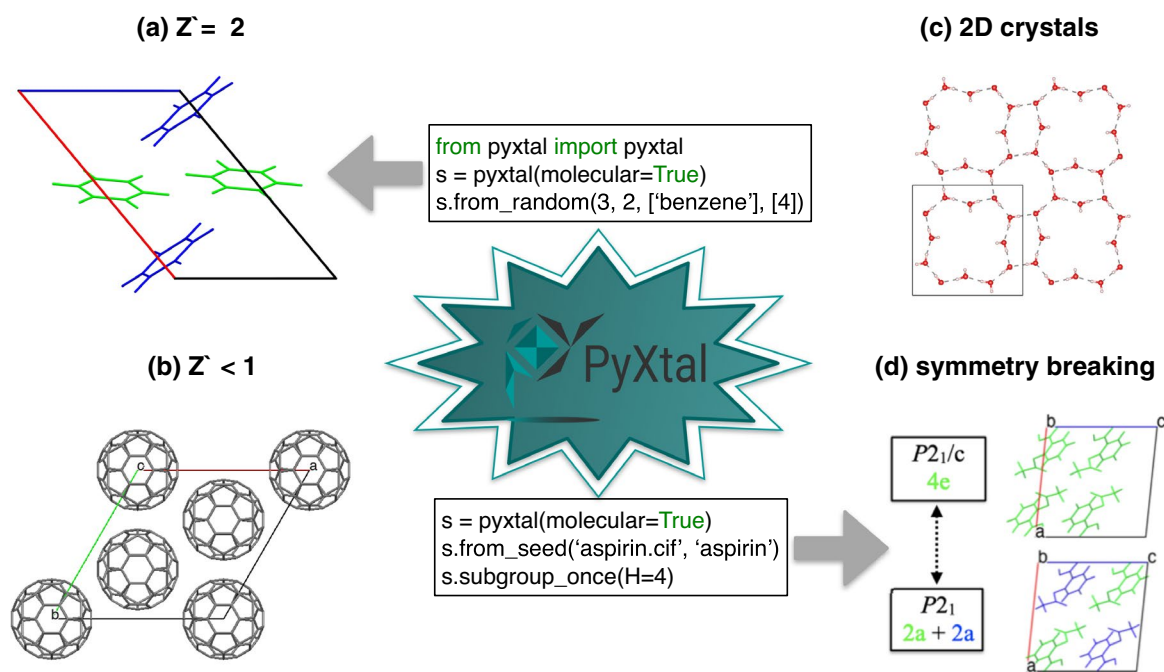 (a) Z`= 2
(c) 2D crystals
from pyxtal import pyxtal
s = pyxtal(molecular=True)
s.from_random(3, 2, [‘benzene’], [4])
PyXtal
(b) Z` < 1
c
a
b
(d) symmetry breaking
P2₁/c
4e
b
c
a
s = pyxtal(molecular=True)
s.from_seed(‘aspirin.cif’, ‘aspirin’)
s.subgroup_once(H=4)
P2₁
2a + 2a
b
c
a